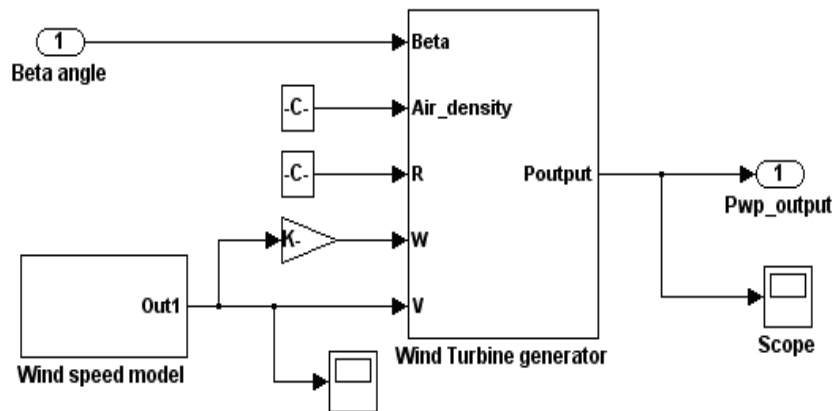 1
Beta angle
Beta
-C-
Air_density
-C-
R
Poutput
1
Pwp_output
K-
W
Out1
V
Wind speed model
Wind Turbine generator
Scope